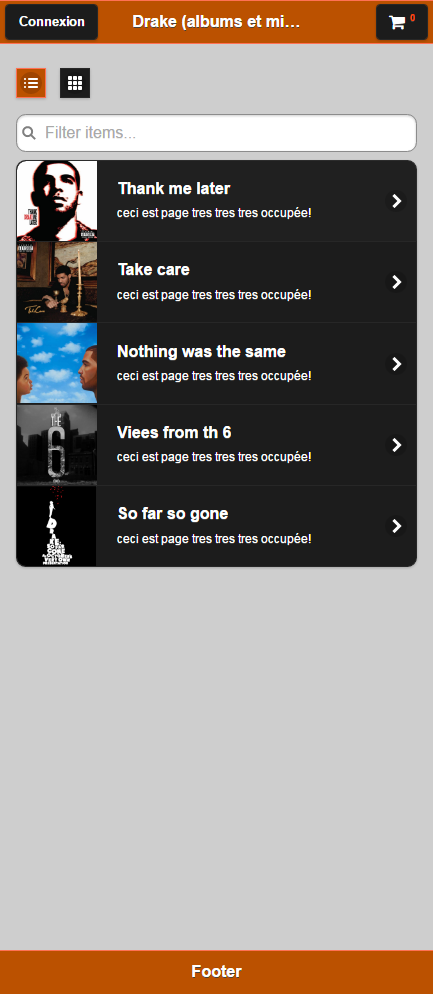 Connexion
Drake (albums et mi...
0
Filter items...
Thank me later
ceci est page tres tres tres occupée!
Take care
ceci est page tres tres tres occupée!
Nothing was the same
ceci est page tres tres tres occupée!
THE
6
Viees from th 6
ceci est page tres tres tres occupée!
So far so gone
ceci est page tres tres tres occupée!
Footer